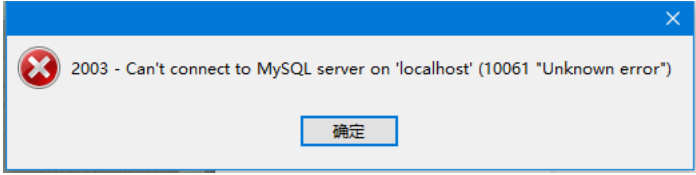 2003 - Can't connect to MySQL server on 'localhost' (10061 "Unknown error")
确定